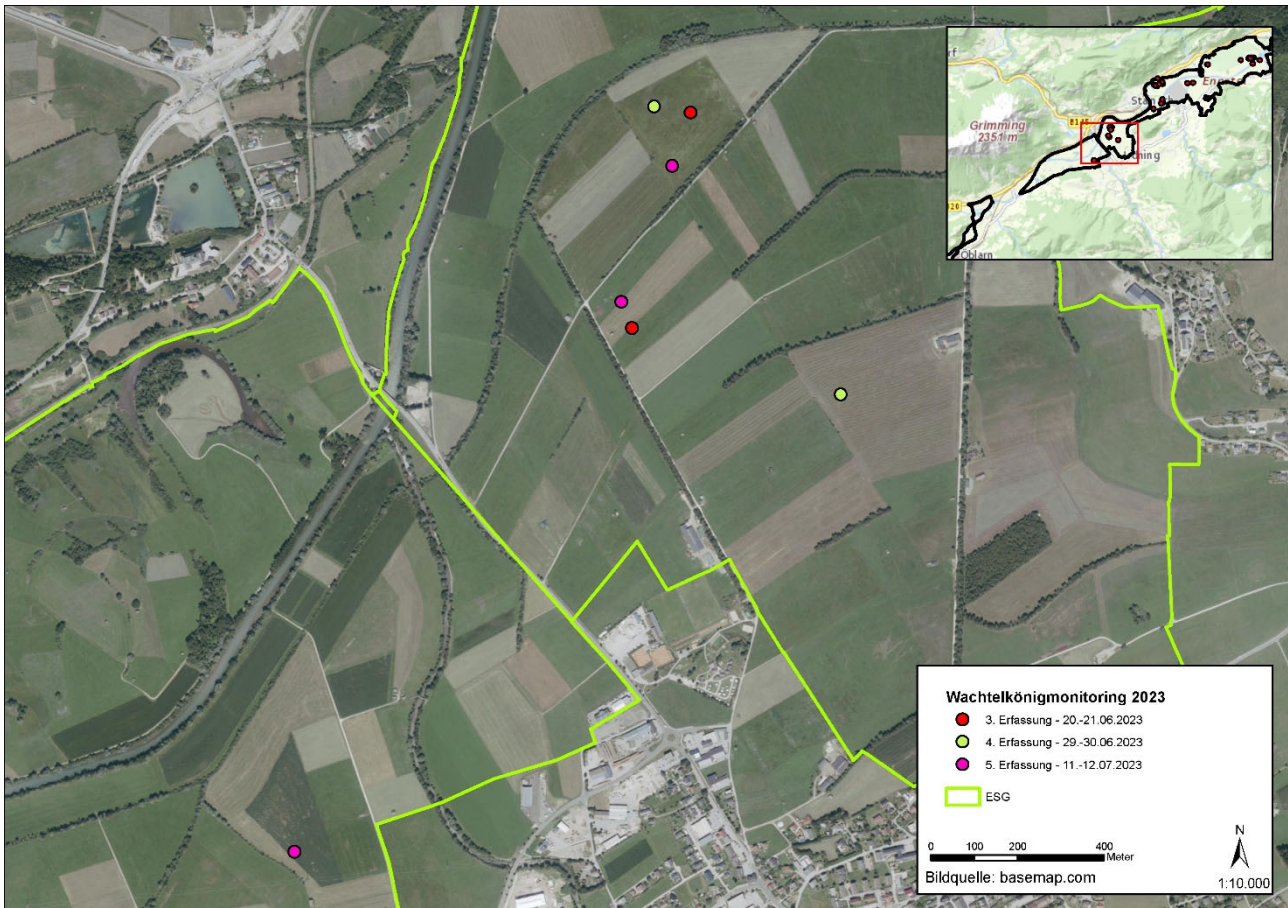 Grimming
2351 m
B145
Öblarn
Wachtelkönigmonitoring 2023
3. Erfassung - 20.-21.06.2023
4. Erfassung - 29.-30.06.2023
5. Erfassung - 11.-12.07.2023
ESG
0 100 200 400
Meter
N
Bildquelle: basemap.com
1:10.000